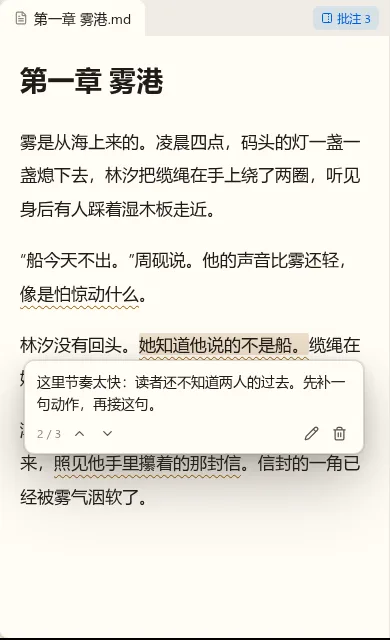 第一章 雾港.md
批注 3
第一章 雾港
雾是从海上来的。凌晨四点，码头的灯一盏一
盏熄下去，林汐把缆绳在手上绕了两圈，听见
身后有人踩着湿木板走近。
“船今天不出。”周砚说。他的声音比雾还轻，
像是怕惊动什么。
林汐没有回头。她知道他说的不是船。缆绳在
这里节奏太快：读者还不知道两人的过去。先补一
句动作，再接这句。
2 / 3
来，照见他手里攥着的那封信。信封的一角已
经被雾气洇软了。